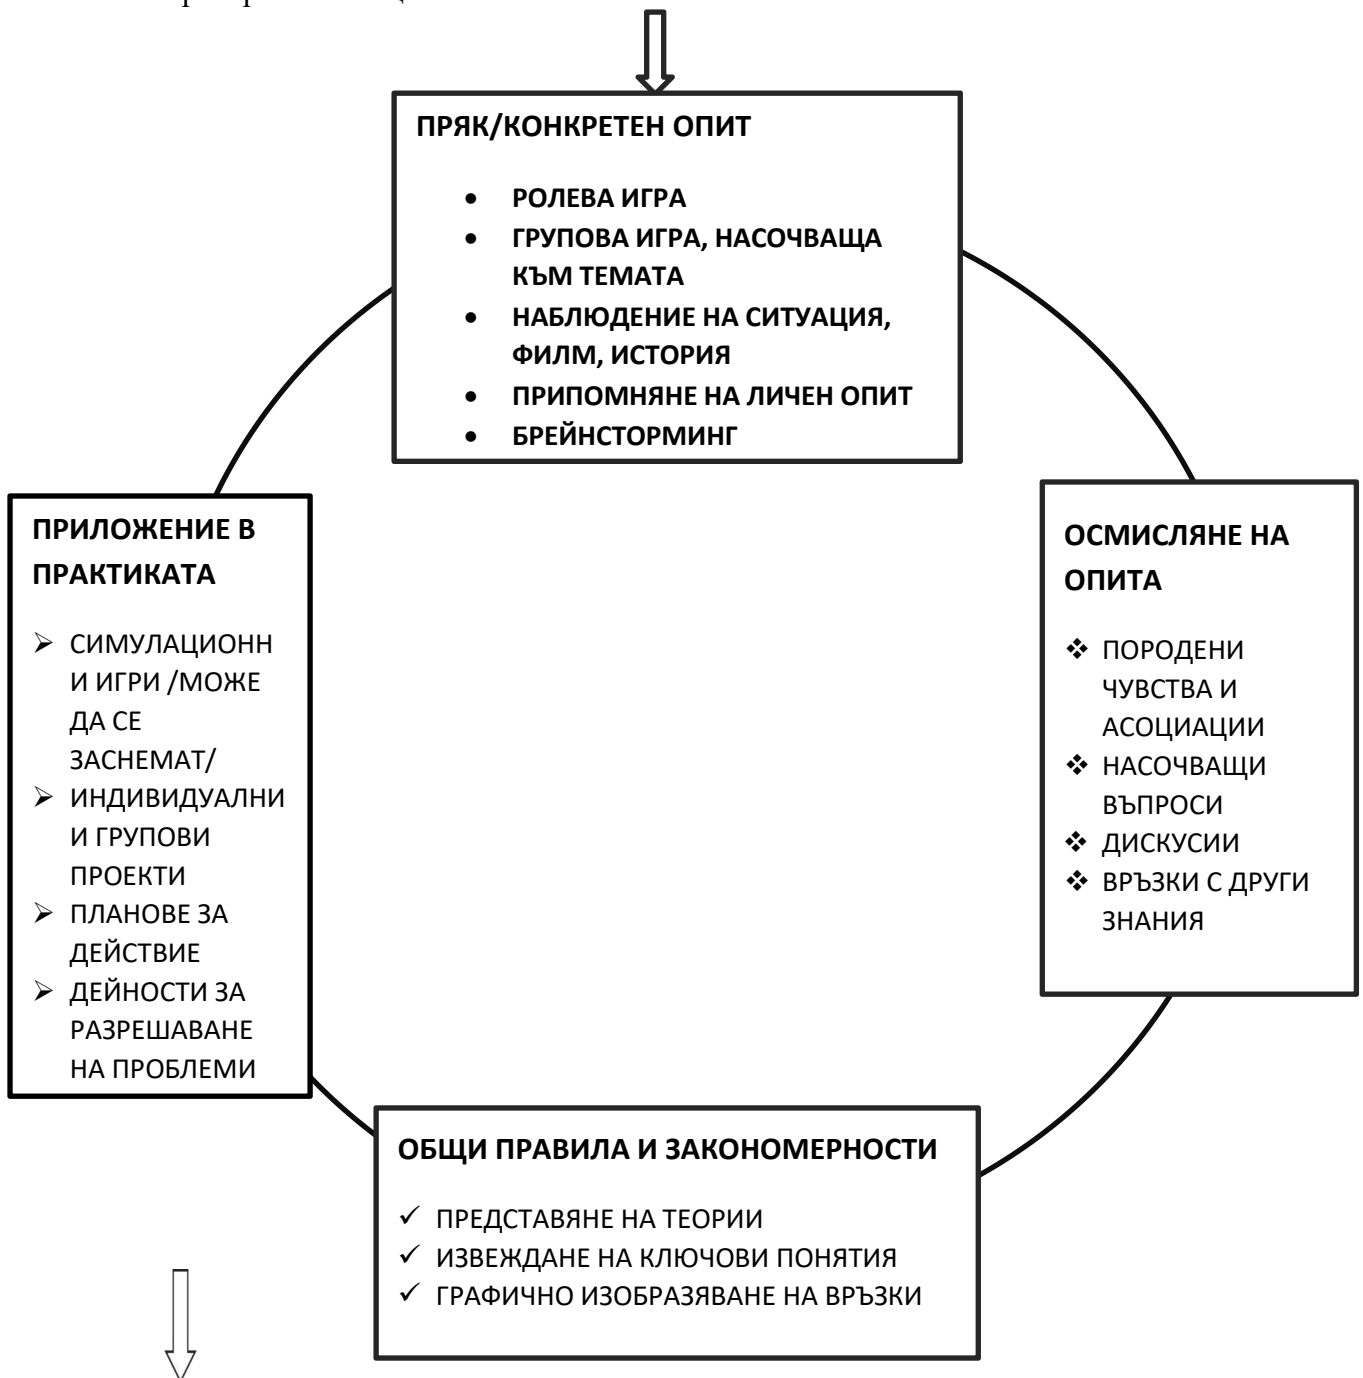 ПРЯК/КОНКРЕТЕН ОПИТ
• РОЛЕВА ИГРА
• ГРУПОВА ИГРА, НАСОЧВАЩА
КЪМ ТЕМАТА
• НАБЛЮДЕНИЕ НА СИТУАЦИЯ,
ФИЛМ, ИСТОРИЯ
• ПРИПОМНЯНЕ НА ЛИЧЕН ОПИТ
• БРЕЙНСТОРМИНГ
ПРИЛОЖЕНИЕ В
ПРАКТИКАТА
➢ СИМУЛАЦИОНН
И ИГРИ /МОЖЕ
ДА СЕ
ЗАСНЕМАТ/
➢ ИНДИВИДУАЛНИ
И ГРУПОВИ
ПРОЕКТИ
➢ ПЛАНОВЕ ЗА
ДЕЙСТВИЕ
➢ ДЕЙНОСТИ ЗА
РАЗРЕШАВАНЕ
НА ПРОБЛЕМИ
ОСМИСЛЯНЕ НА
ОПИТА
❖ ПОРОДЕНИ
ЧУВСТВА И
АСОЦИАЦИИ
❖ НАСОЧВАЩИ
ВЪПРОСИ
❖ ДИСКУСИИ
❖ ВРЪЗКИ С ДРУГИ
ЗНАНИЯ
ОБЩИ ПРАВИЛА И ЗАКОНОМЕРНОСТИ
✓ ПРЕДСТАВЯНЕ НА ТЕОРИИ
✓ ИЗВЕЖДАНЕ НА КЛЮЧОВИ ПОНЯТИЯ
✓ ГРАФИЧНО ИЗОБРАЗЯВАНЕ НА ВРЪЗКИ